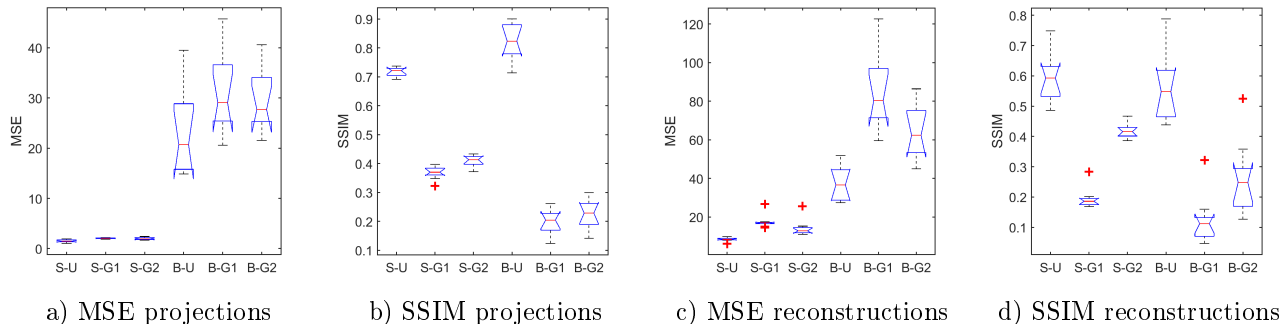 MSE
40
30
20
10
0
S-U S-G1 S-G2 B-U B-G1 B-G2
a) MSE projections
SSIM
0.9
0.8
0.7
0.6
0.5
0.4
0.3
0.2
0.1
S-U S-G1 S-G2 B-U B-G1 B-G2
b) SSIM projections
MSE
120
100
80
60
40
20
S-U S-G1 S-G2 B-U B-G1 B-G2
c) MSE reconstructions
SSIM
0.8
0.7
0.6
0.5
0.4
0.3
0.2
0.1
S-U S-G1 S-G2 B-U B-G1 B-G2
d) SSIM reconstructions